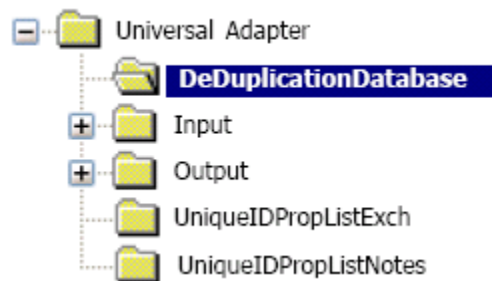 Universal Adapter
DeDuplicationDatabase
Input
Output
UniqueIDPropListExch
UniqueIDPropListNotes